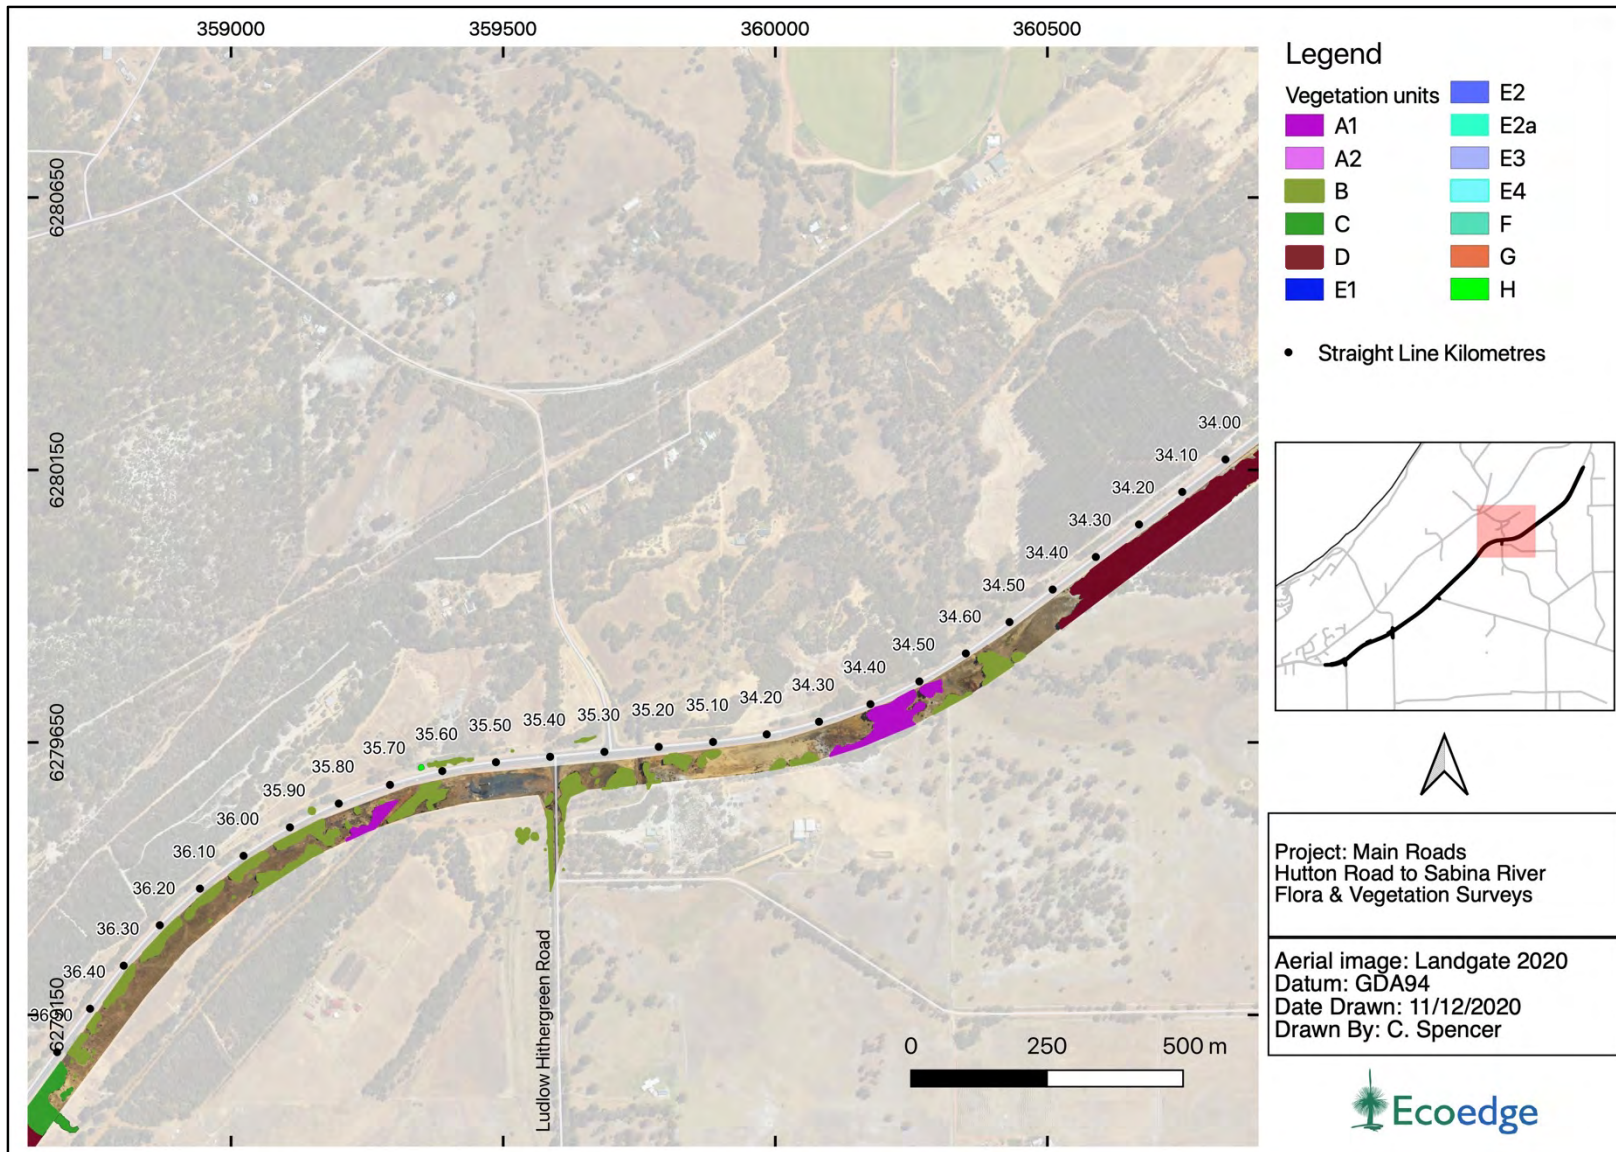 359000 359500 360000 360500
6280650
6280150
6279650
6279150
34.00
34.10
34.20
34.30
34.40
34.50
34.60
34.50
34.40
34.30
34.20
35.10
35.20
35.30
35.40
35.50
35.60
35.70
35.80
35.90
36.00
36.10
36.20
36.30
36.40
Ludlow Hithergreen Road
0 250 500 m
Legend
Vegetation units
A1
A2
B
C
D
E1
E2
E2a
E3
E4
F
G
H
Straight Line Kilometres
Project: Main Roads
Hutton Road to Sabina River
Flora & Vegetation Surveys
Aerial image: Landgate 2020
Datum: GDA94
Date Drawn: 11/12/2020
Drawn By: C. Spencer
Ecoedge